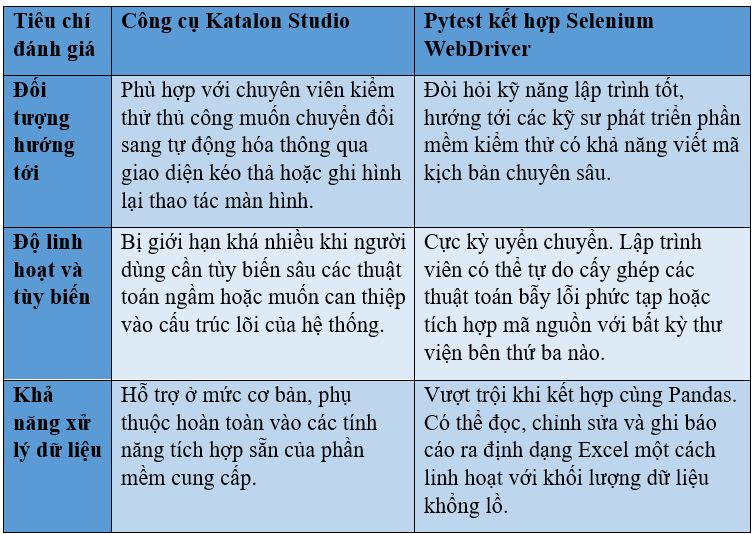 Tiêu chí đánh giá
Công cụ Katalon Studio
Pytest kết hợp Selenium
WebDriver
Đối
tượng
hướng
tới
Phù hợp với chuyên viên kiểm
thử thủ công muốn chuyển đổi
sang tự động hóa thông qua
giao diện kéo thả hoặc ghi hình
lại thao tác màn hình.
Đòi hỏi kỹ năng lập trình tốt,
hướng tới các kỹ sư phát triển phần
mềm kiểm thử có khả năng viết mã
kịch bản chuyên sâu.
Độ linh
hoạt và
tùy biến
Bị giới hạn khá nhiều khi người
dùng cần tùy biến sâu các thuật
toán ngầm hoặc muốn can thiệp
vào cấu trúc lõi của hệ thống.
Cực kỳ uyển chuyển. Lập trình
viên có thể tự do cấy ghép các
thuật toán bẫy lỗi phức tạp hoặc
tích hợp mã nguồn với bất kỳ thư
viện bên thứ ba nào.
Khả
năng xử
lý dữ liệu
Hỗ trợ ở mức cơ bản, phụ
thuộc hoàn toàn vào các tính
năng tích hợp sẵn của phần
mềm cung cấp.
Vượt trội khi kết hợp cùng Pandas.
Có thể đọc, chỉnh sửa và ghi báo
cáo ra định dạng Excel một cách
linh hoạt với khối lượng dữ liệu
khổng lồ.